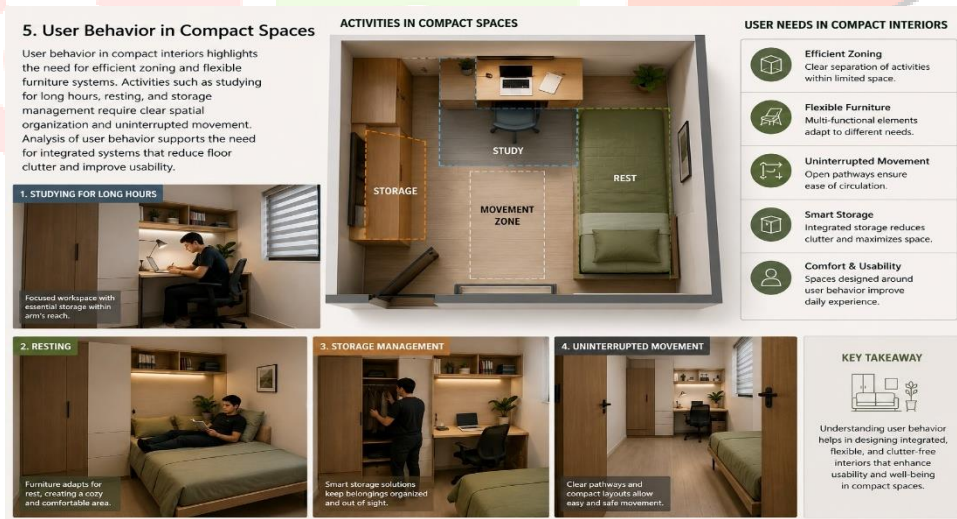 5. User Behavior in Compact Spaces
User behavior in compact interiors highlights
the need for efficient zoning and flexible
furniture systems. Activities such as studying
for long hours, resting, and storage
management require clear spatial
organization and uninterrupted movement.
Analysis of user behavior supports the need
for integrated systems that reduce floor
clutter and improve usability.
ACTIVITIES IN COMPACT SPACES
STUDY
STORAGE
REST
MOVEMENT
ZONE
USER NEEDS IN COMPACT INTERIORS
Efficient Zoning
Clear separation of activities
within limited space.
Flexible Furniture
Multi-functional elements
adapt to different needs.
Uninterrupted Movement
Open pathways ensure
ease of circulation.
Smart Storage
Integrated storage reduces
clutter and maximizes space.
Comfort & Usability
Spaces designed around
user behavior improve
daily experience.
1. STUDYING FOR LONG HOURS
Focused workspace with
essential storage within
arm's reach.
2. RESTING
Furniture adapts for
rest, creating a cozy
and comfortable area.
3. STORAGE MANAGEMENT
Smart storage solutions
keep belongings organized
and out of sight.
4. UNINTERRUPTED MOVEMENT
Clear pathways and
compact layouts allow
easy and safe movement.
KEY TAKEAWAY
Understanding user behavior
helps in designing integrated,
flexible, and clutter-free
interiors that enhance
usability and well-being
in compact spaces.